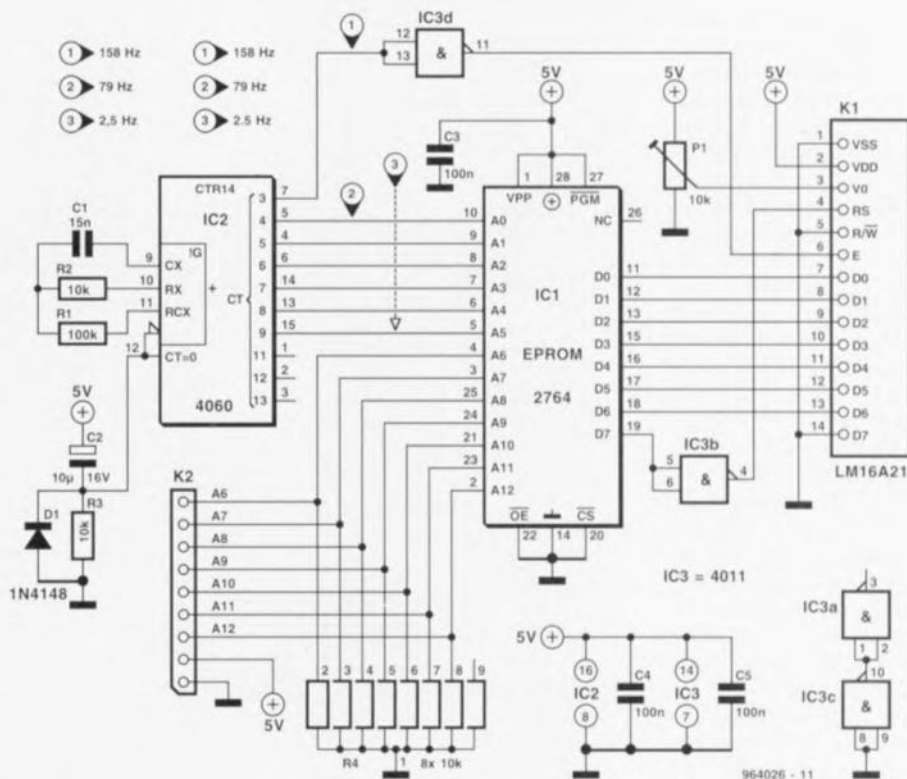 1 158 Hz
2 79 Hz
3 2,5 Hz
1 158 Hz
2 79 Hz
3 2.5 Hz
1
IC3d
12
13
&
11
5V
5V
5V
K1
C3
100n
3
2
P1
10k
1 VSS
2 VDD
3 V0
4 RS
5 R/W
6 E
7 D0
8 D1
9 D2
10 D3
11 D4
12 D5
13 D6
14 D7
LM16A21
CTR14
IC2
!G
+
CT
4060
C1
15n
R2
10k
R1
100k
9 CX
10 RX
11 RCX
12 CT=0
3 7
4 5
5 4
6 6
7 14
8 13
9 15
11 1
12 2
13 3
1 28 27
VPP PGM
NC 26
IC1
EPROM
2764
10 A0
9 A1
8 A2
7 A3
6 A4
5 A5
4 A6
3 A7
25 A8
24 A9
21 A10
23 A11
2 A12
D0 11
D1 12
D2 13
D3 15
D4 16
D5 17
D6 18
D7 19
OE CS
22 14 20
IC3b
5
6
&
4
5V
C2
10µ 16V
D1
R3
10k
1N4148
K2
A6
A7
A8
A9
A10
A11
A12
5V
2 3 4 5 6 7 8 9
R4 1 8x 10k
IC3 = 4011
5V
16
IC2
8
C4
100n
14
IC3
7
C5
100n
3
IC3a
&
1 2
10
IC3c
&
8 9
964026 - 11